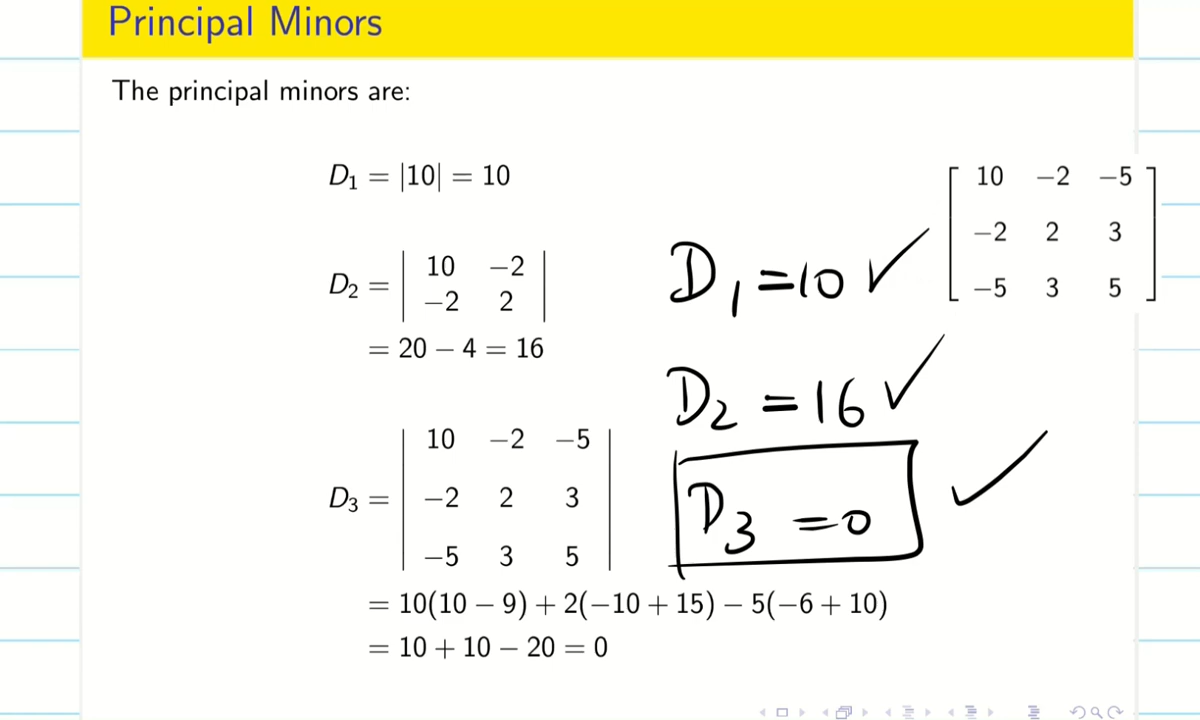 Principal Minors
The principal minors are:
D₁ = |10| = 10
D₂ = | 10 −2
−2 2 |
= 20 − 4 = 16
D₃ = | 10 −2 −5
−2 2 3
−5 3 5 |
= 10(10 − 9) + 2(−10 + 15) − 5(−6 + 10)
= 10 + 10 − 20 = 0
D₁ = 10 ✓
D₂ = 16 ✓
D₃ = 0 ✓
[ 10 −2 −5
−2 2 3
−5 3 5 ]